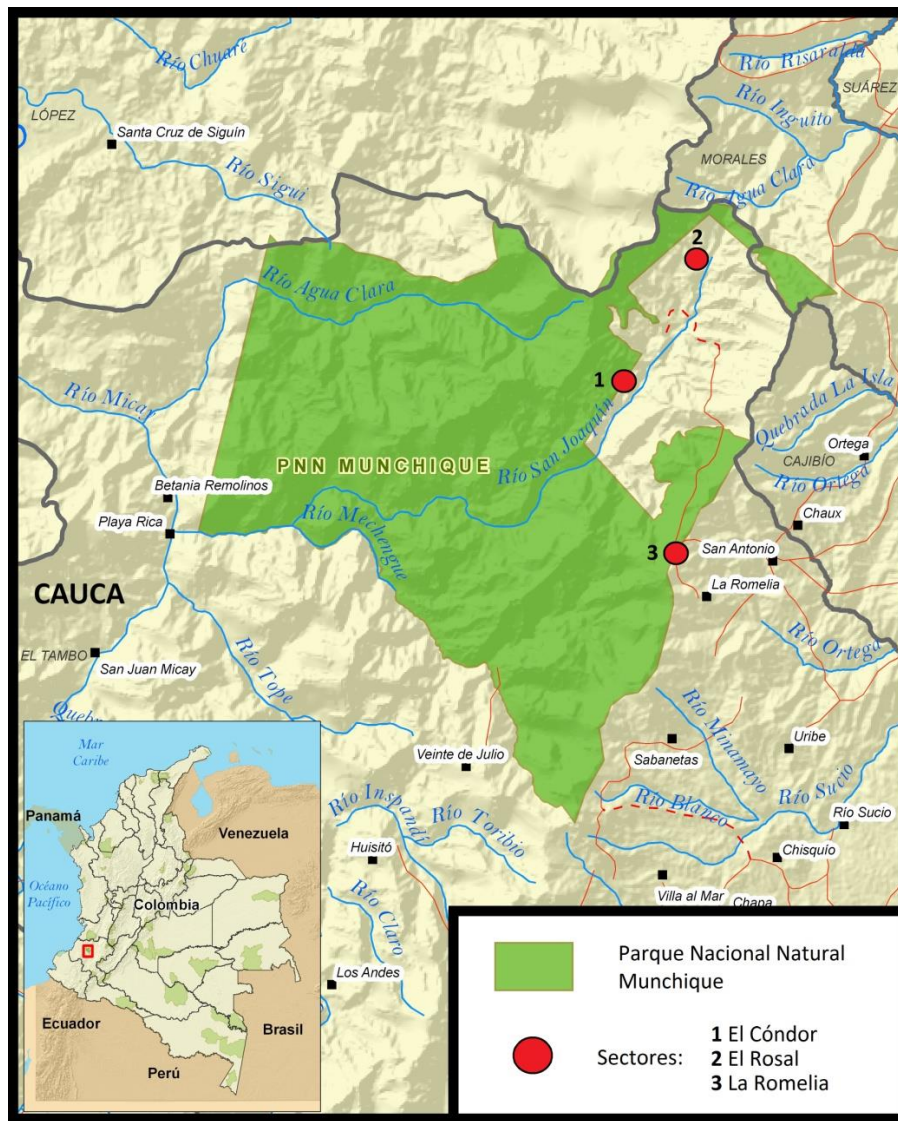 Río Chuare
Río Risaralda
SUÁREZ
LÓPEZ
Río Inguito
Santa Cruz de Siguín
MORALES
Río Sigui
Río Agua Clara
2
Río Agua Clara
1
Río Micay
Río San Joaquín
Quebrada La Isla
Ortega
CAJIBÍO
PNN MUNCHIQUE
Río Ortega
Betania Remolinos
Río Mechengue
Chaux
Playa Rica
3
San Antonio
CAUCA
La Romelia
EL TAMBO
Río Ortega
San Juan Micay
Río Tope
Río Minamayo
Queb
Uribe
Sabanetas
Veinte de Julio
Río Blanco
Río Sucio
Río Inspandí
Río Toribío
Río Sucio
Huisitó
Chisquío
Río Claro
Villa al Mar
Chapa
Los Andes
Mar
Caribe
Panamá
Venezuela
Océano
Pacífico
Colombia
Ecuador
Brasil
Perú
Parque Nacional Natural
Munchique
Sectores:
1 El Cóndor
2 El Rosal
3 La Romelia